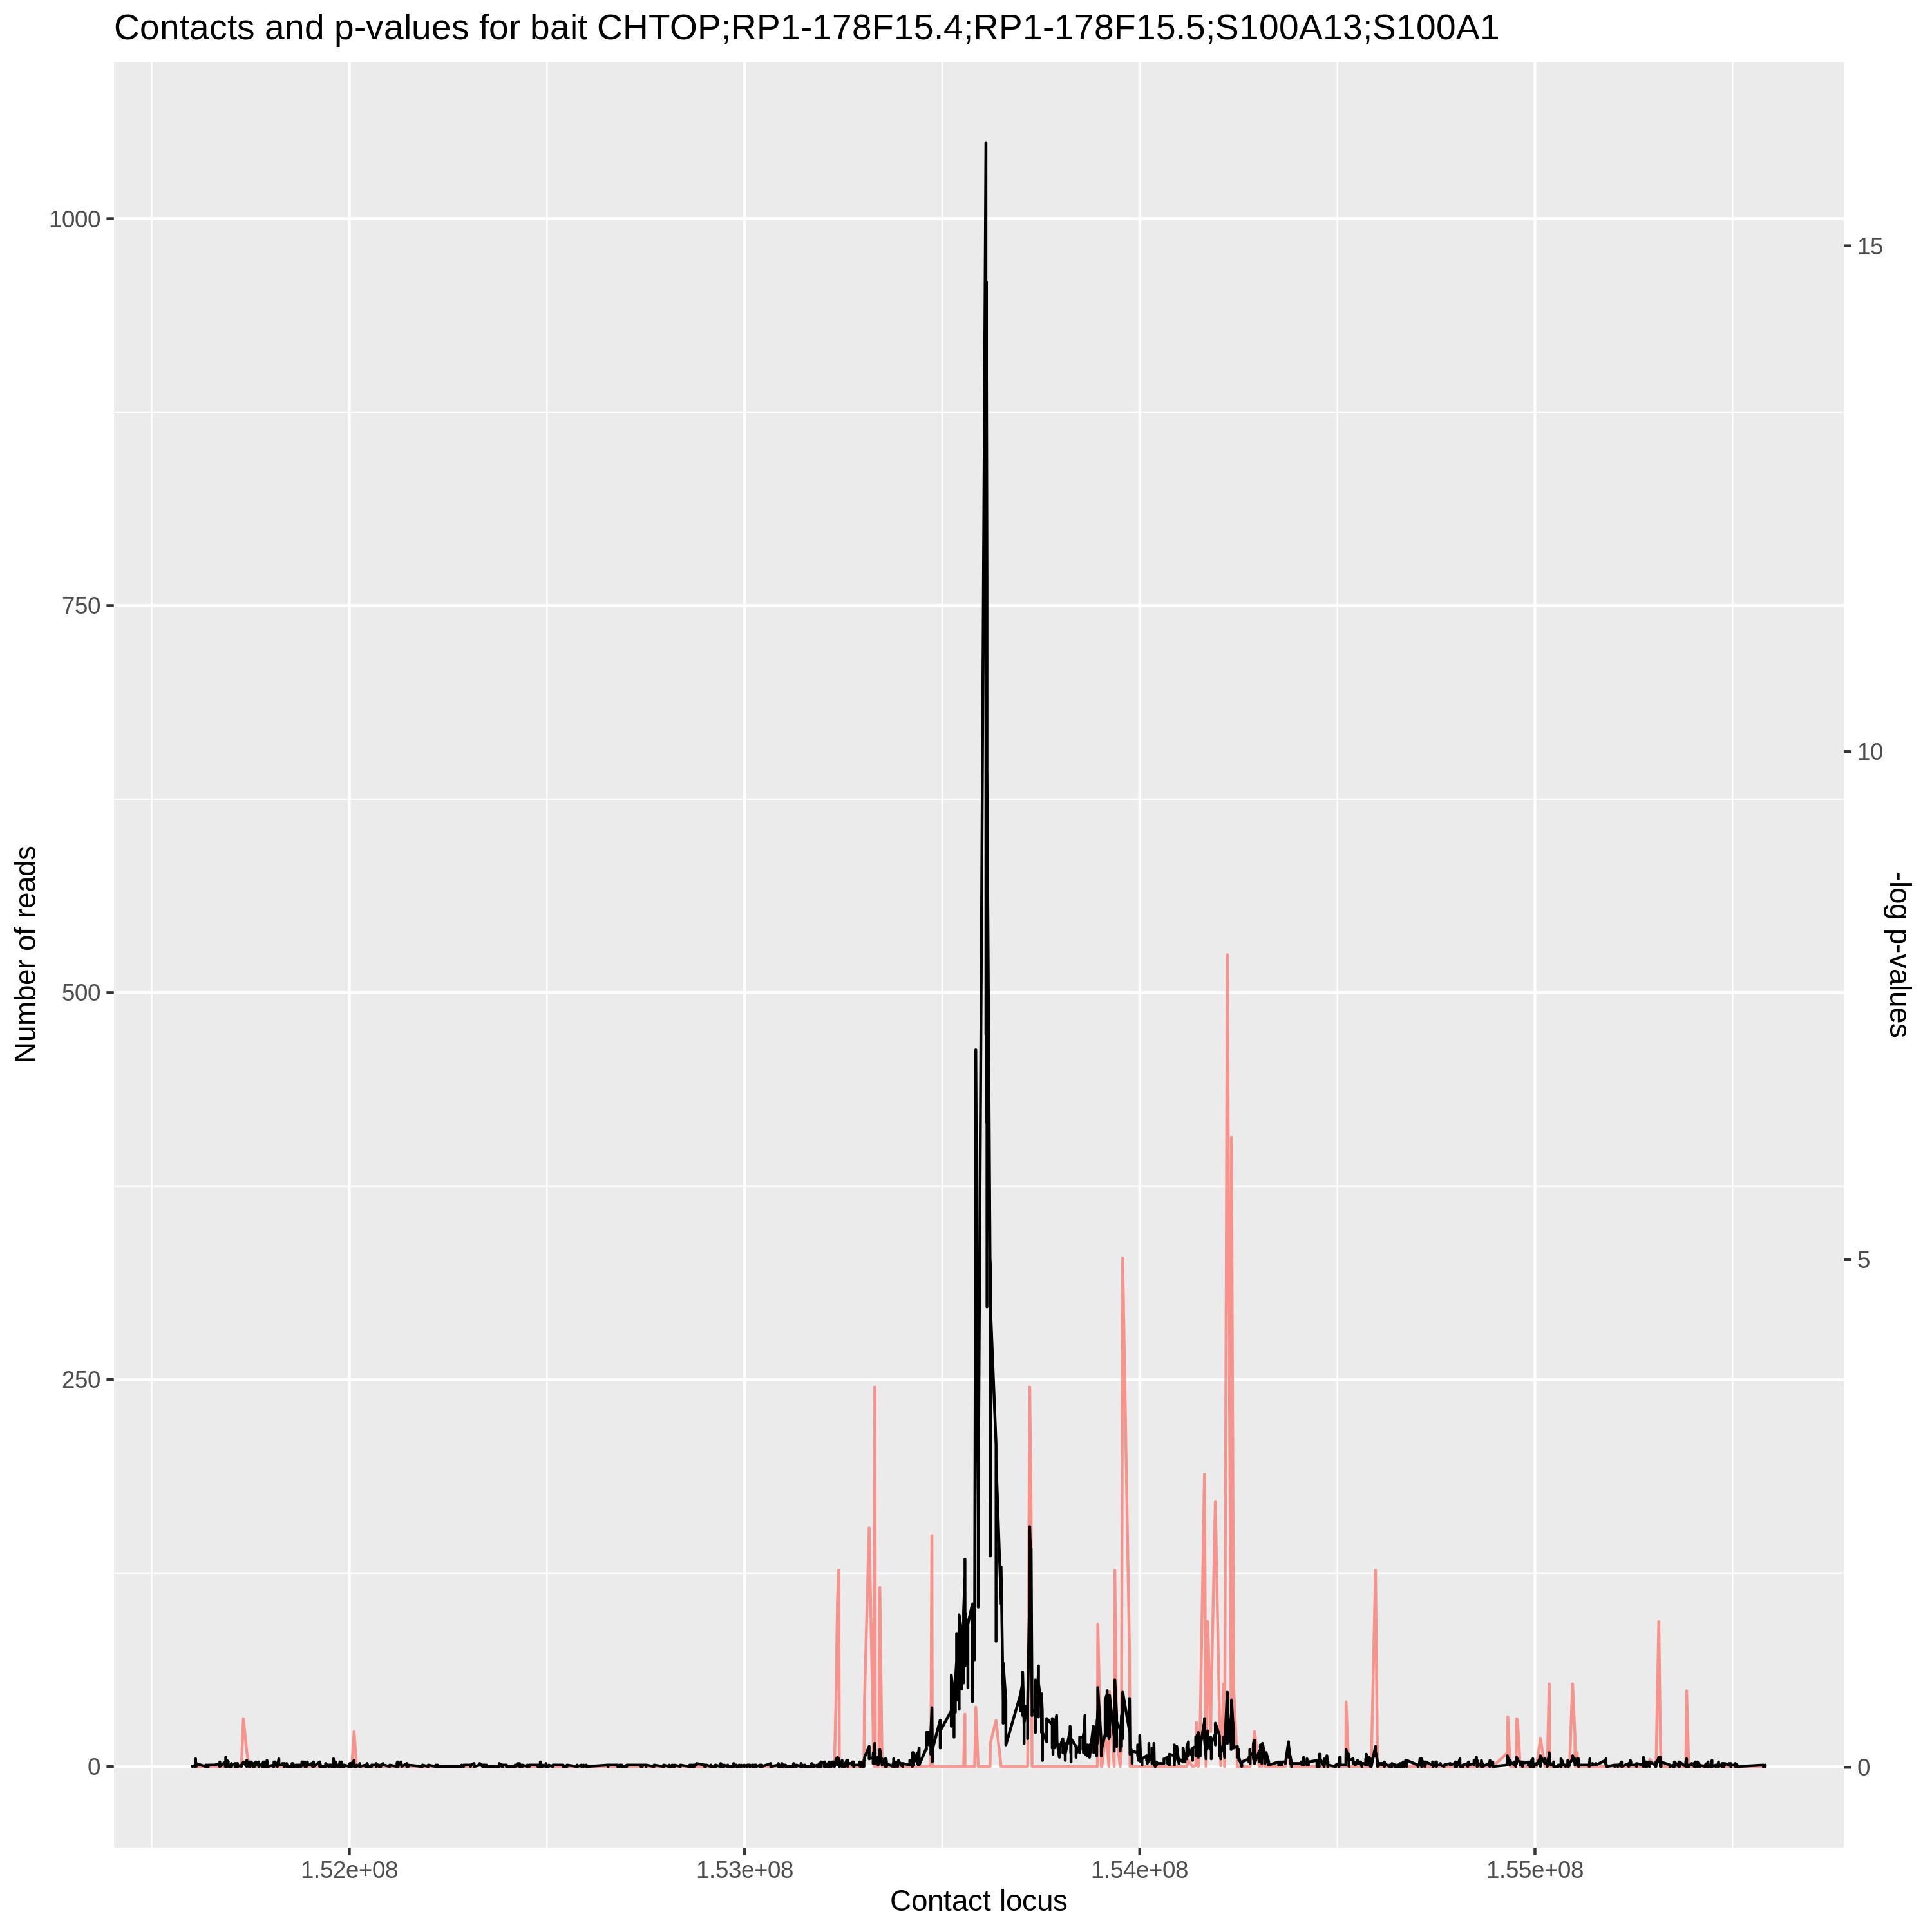 Contacts and p-values for bait CHTOP;RP1-178F15.4;RP1-178F15.5;S100A13;S100A1
1000
750
500
250
0
Number of reads
15
10
5
0
-log p-values
1.52e+08
1.53e+08
1.54e+08
1.55e+08
Contact locus